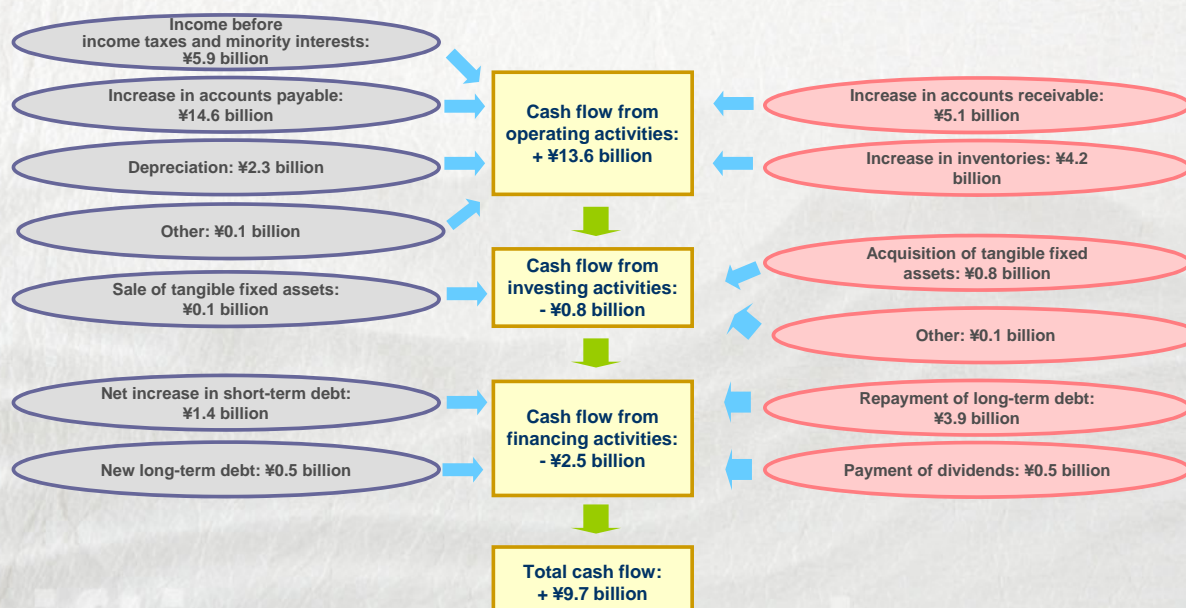 Income before
income taxes and minority interests:
¥5.9 billion
Increase in accounts payable:
¥14.6 billion
Depreciation: ¥2.3 billion
Other: ¥0.1 billion
Cash flow from
operating activities:
+ ¥13.6 billion
Increase in accounts receivable:
¥5.1 billion
Increase in inventories: ¥4.2
billion
Sale of tangible fixed assets:
¥0.1 billion
Cash flow from
investing activities:
- ¥0.8 billion
Acquisition of tangible fixed
assets: ¥0.8 billion
Other: ¥0.1 billion
Net increase in short-term debt:
¥1.4 billion
New long-term debt: ¥0.5 billion
Cash flow from
financing activities:
- ¥2.5 billion
Repayment of long-term debt:
¥3.9 billion
Payment of dividends: ¥0.5 billion
Total cash flow:
+ ¥9.7 billion